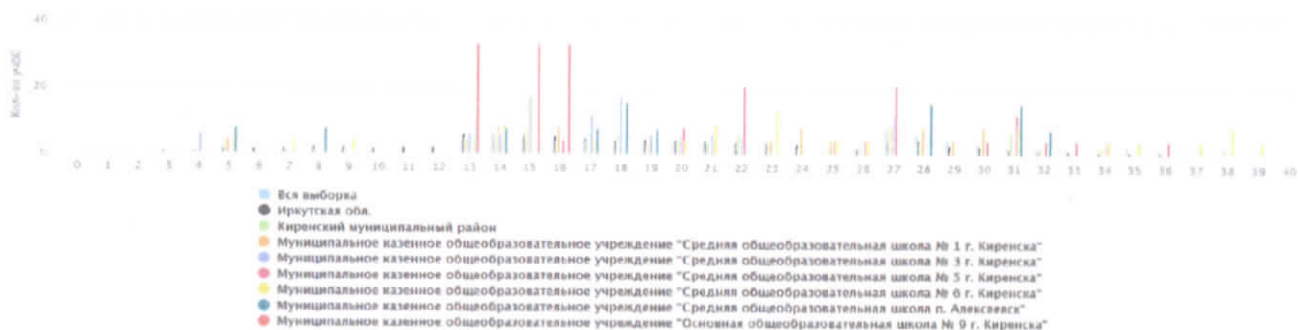 40
Кол-во учОС
20
0
0 1 2 3 4 5 6 7 8 9 10 11 12 13 14 15 16 17 18 19 20 21 22 23 24 25 26 27 28 29 30 31 32 33 34 35 36 37 38 39 40
Вся выборка
Иркутская обл.
Киренский муниципальный район
Муниципальное казенное общеобразовательное учреждение "Средняя общеобразовательная школа № 1 г. Киренска"
Муниципальное казенное общеобразовательное учреждение "Средняя общеобразовательная школа № 3 г. Киренска"
Муниципальное казенное общеобразовательное учреждение "Средняя общеобразовательная школа № 5 г. Киренска"
Муниципальное казенное общеобразовательное учреждение "Средняя общеобразовательная школа № 6 г. Киренска"
Муниципальное казенное общеобразовательное учреждение "Средняя общеобразовательная школа п. Алексеевск"
Муниципальное казенное общеобразовательное учреждение "Основная общеобразовательная школа № 9 г. Киренска"